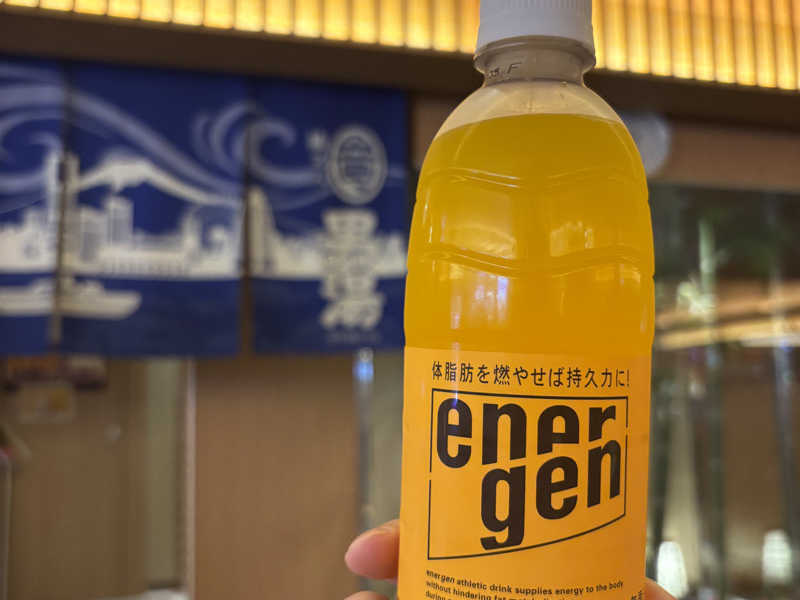 体脂肪を燃やせば持久力に!
ener
gen
energen athletic drink supplies energy to the body
without hindering fat
during